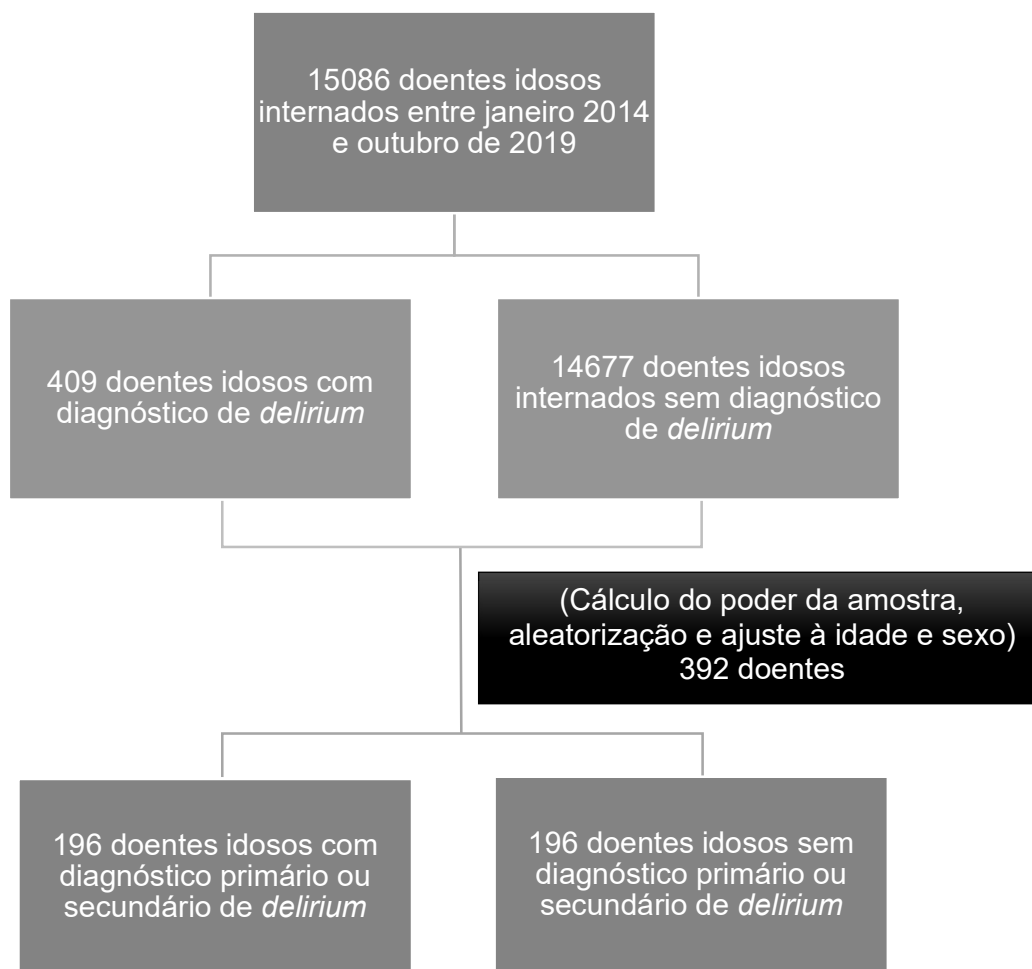 15086 doentes idosos
internados entre janeiro 2014
e outubro de 2019
409 doentes idosos com
diagnóstico de delirium
14677 doentes idosos
internados sem diagnóstico
de delirium
(Cálculo do poder da amostra,
aleatorização e ajuste à idade e sexo)
392 doentes
196 doentes idosos com
diagnóstico primário ou
secundário de delirium
196 doentes idosos sem
diagnóstico primário ou
secundário de delirium